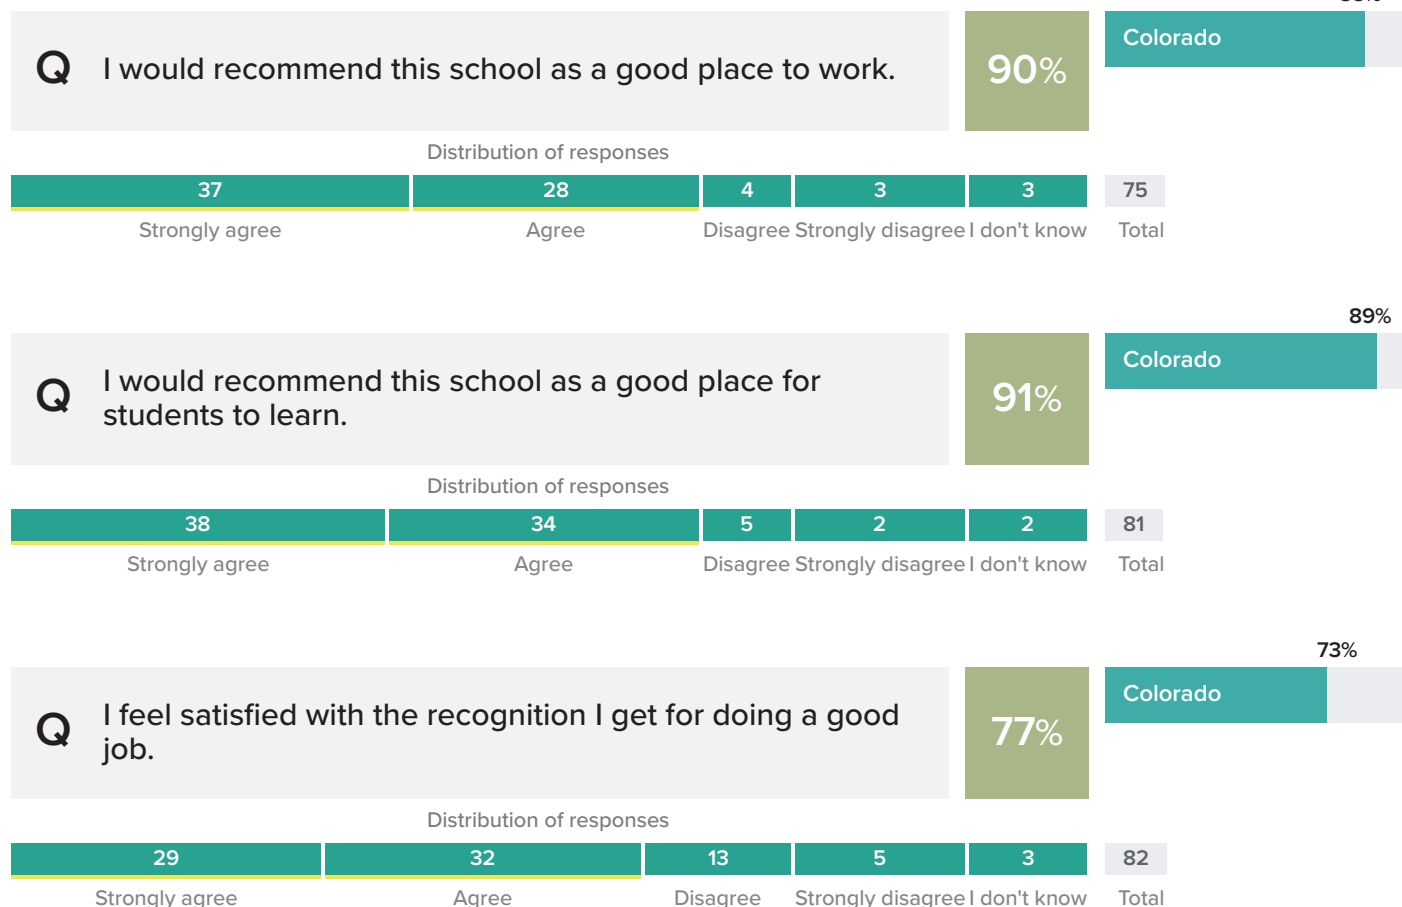 Q I would recommend this school as a good place to work.
90%
Colorado
Distribution of responses
37 28 4 3 3 75
Strongly agree Agree Disagree Strongly disagree I don't know Total
89%
Q I would recommend this school as a good place for
students to learn.
91%
Colorado
Distribution of responses
38 34 5 2 2 81
Strongly agree Agree Disagree Strongly disagree I don't know Total
73%
Q I feel satisfied with the recognition I get for doing a good
job.
77%
Colorado
Distribution of responses
29 32 13 5 3 82
Strongly agree Agree Disagree Strongly disagree I don't know Total